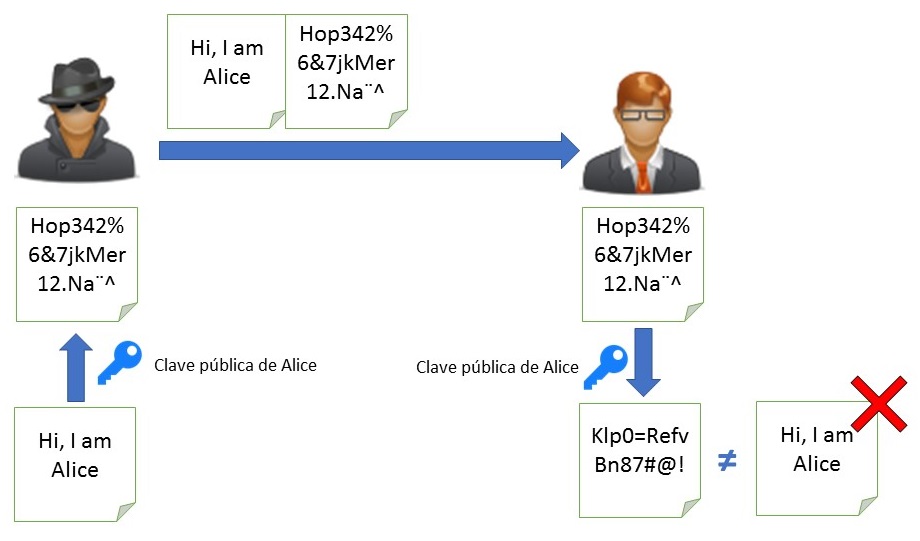 Hi, I am
Alice
Hop342%
6&7jkMer
12.Na¨^
Hop342%
6&7jkMer
12.Na¨^
Hop342%
6&7jkMer
12.Na¨^
Clave pública de Alice
Clave pública de Alice
Hi, I am
Alice
Klp0=Refv
Bn87#@!
≠
Hi, I am
Alice